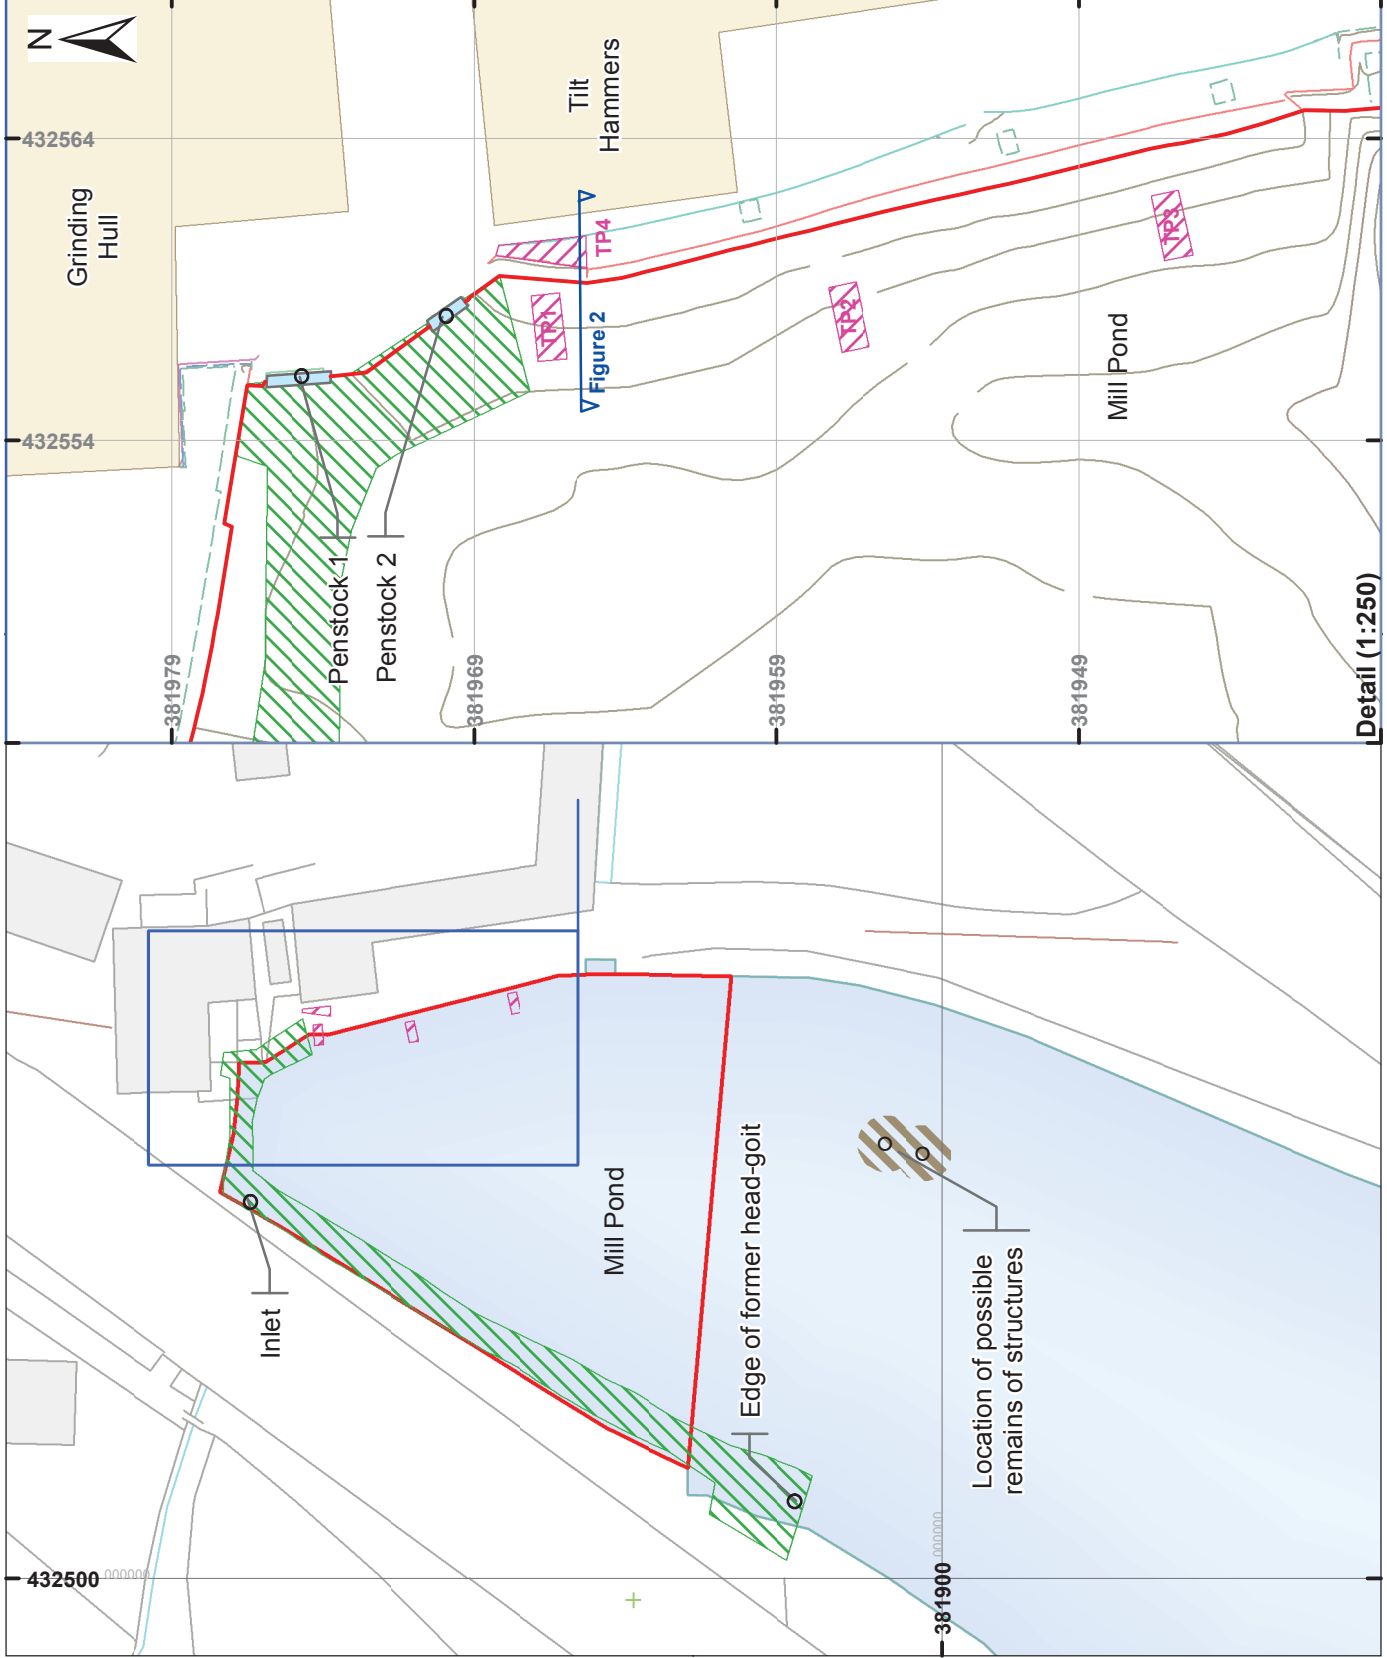 N
432564
432554
Grinding
Hull
Tilt
Hammers
TP4
TP1
Figure 2
TP2
TP3
Mill Pond
Penstock 1
Penstock 2
381979
381969
381959
381949
Detail (1:250)
Inlet
Mill Pond
Edge of former head-goit
Location of possible
remains of structures
432500
000000
381900
000000